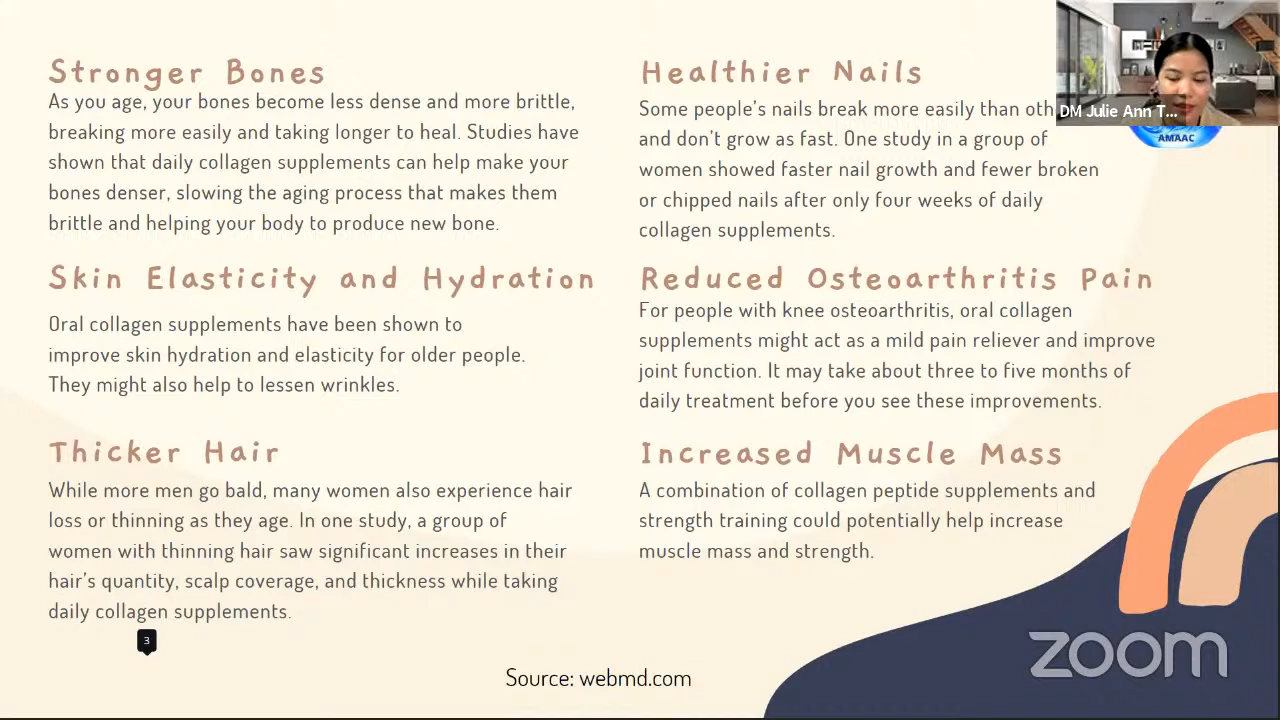 Stronger Bones
As you age, your bones become less dense and more brittle,
breaking more easily and taking longer to heal. Studies have
shown that daily collagen supplements can help make your
bones denser, slowing the aging process that makes them
brittle and helping your body to produce new bone.
Skin Elasticity and Hydration
Oral collagen supplements have been shown to
improve skin hydration and elasticity for older people.
They might also help to lessen wrinkles.
Thicker Hair
While more men go bald, many women also experience hair
loss or thinning as they age. In one study, a group of
women with thinning hair saw significant increases in their
hair's quantity, scalp coverage, and thickness while taking
daily collagen supplements.
3
Healthier Nails
Some people's nails break more easily than oth
and don't grow as fast. One study in a group of
women showed faster nail growth and fewer broken
or chipped nails after only four weeks of daily
collagen supplements.
Reduced Osteoarthritis Pain
For people with knee osteoarthritis, oral collagen
supplements might act as a mild pain reliever and improve
joint function. It may take about three to five months of
daily treatment before you see these improvements.
Increased Muscle Mass
A combination of collagen peptide supplements and
strength training could potentially help increase
muscle mass and strength.
DM Julie Ann T...
AMAAC
Source: webmd.com
zoom